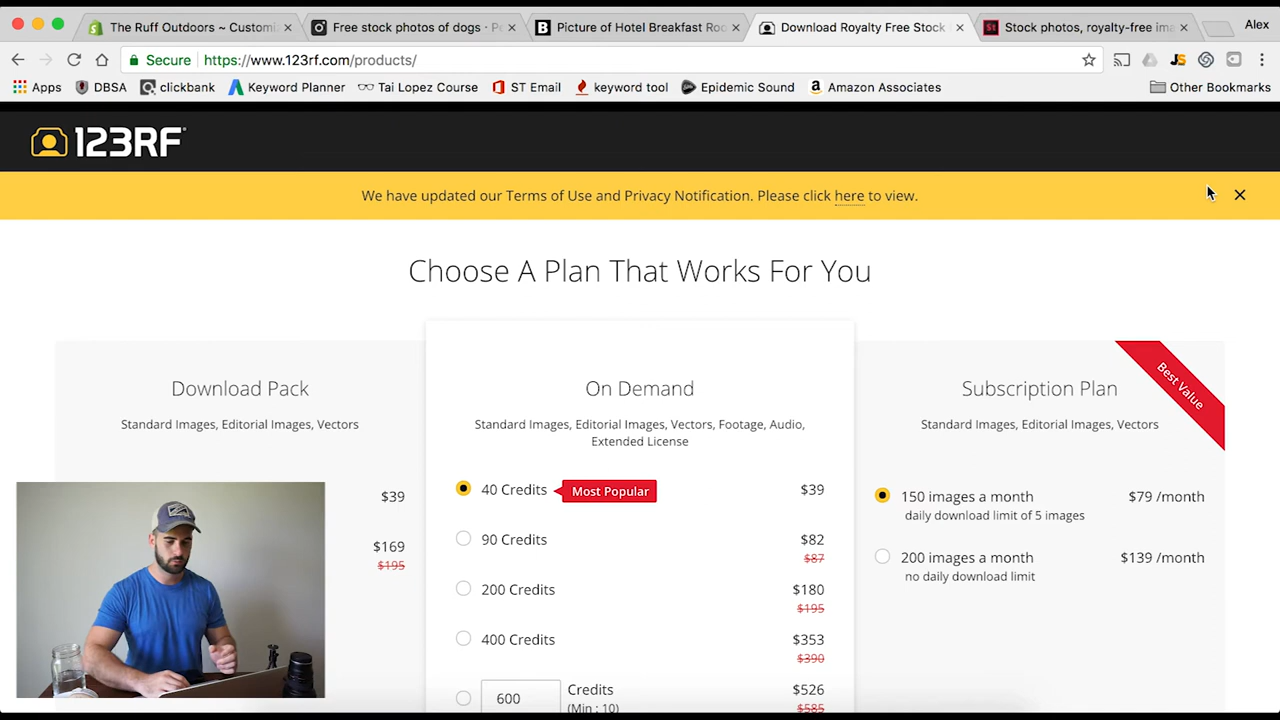 The Ruff Outdoors ~ Customi
Free stock photos of dogs · Pe
Picture of Hotel Breakfast Roo
Download Royalty Free Stock
Stock photos, royalty-free ima
Alex
Secure
https://www.123rf.com/products/
Apps
DBSA
clickbank
Keyword Planner
Tai Lopez Course
ST Email
keyword tool
Epidemic Sound
Amazon Associates
Other Bookmarks
123RF
We have updated our Terms of Use and Privacy Notification. Please click here to view.
Choose A Plan That Works For You
Download Pack
Standard Images, Editorial Images, Vectors
$39
$169
$195
On Demand
Standard Images, Editorial Images, Vectors, Footage, Audio,
Extended License
40 Credits
Most Popular
$39
90 Credits
$82
$87
200 Credits
$180
$195
400 Credits
$353
$390
600
Credits
(Min : 10)
$526
$585
Best Value
Subscription Plan
Standard Images, Editorial Images, Vectors
150 images a month
$79 /month
daily download limit of 5 images
200 images a month
$139 /month
no daily download limit